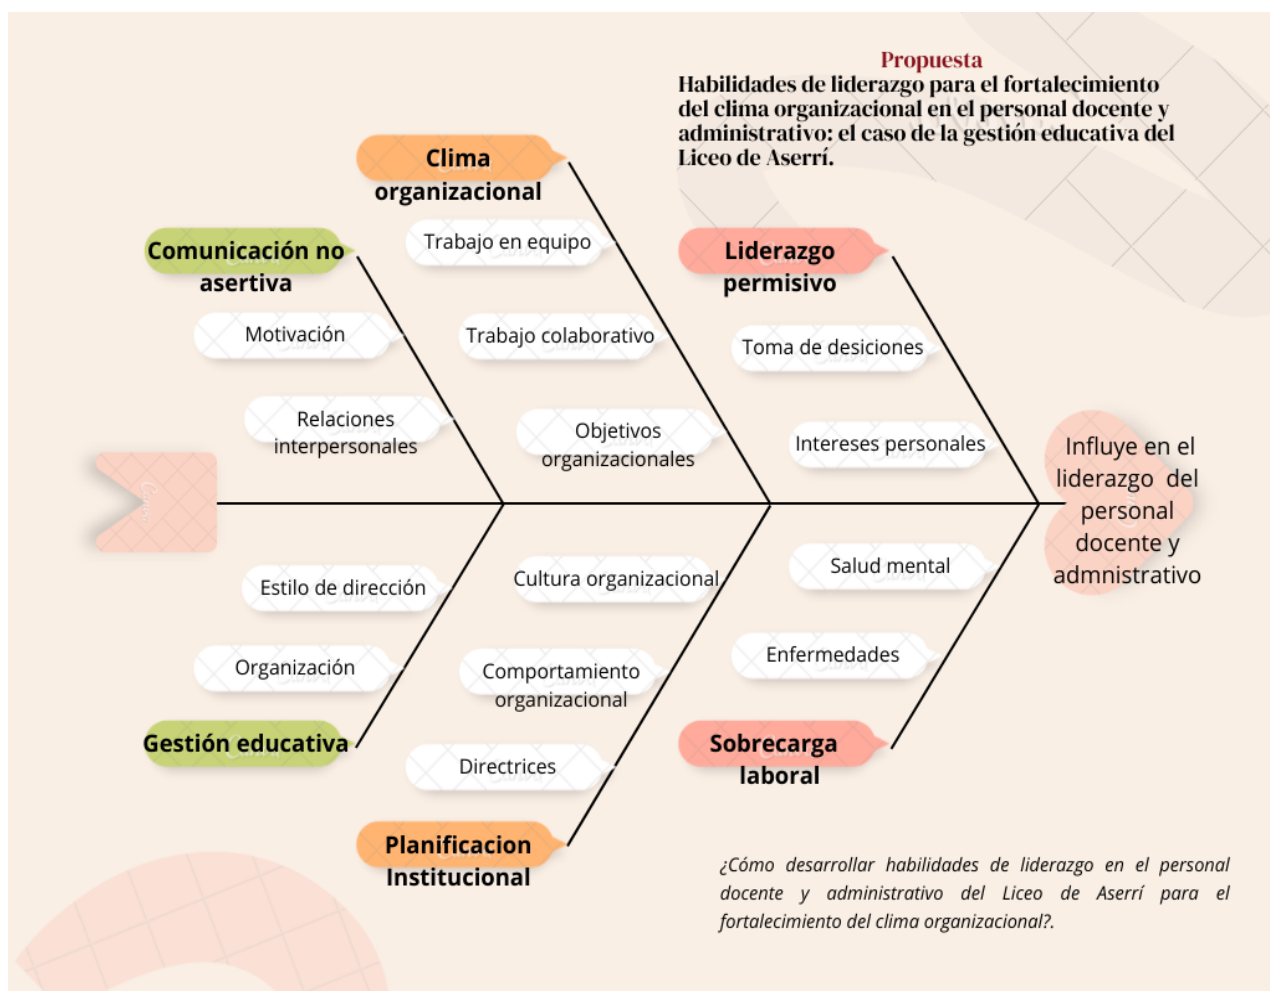 Propuesta
Habilidades de liderazgo para el fortalecimiento
del clima organizacional en el personal docente y
administrativo: el caso de la gestión educativa del
Liceo de Aserrí.
Clima
organizacional
Trabajo en equipo
Trabajo colaborativo
Objetivos
organizacionales
Comunicación no
asertiva
Motivación
Relaciones
interpersonales
Liderazgo
permisivo
Toma de desiciones
Intereses personales
Influye en el
liderazgo del
personal
docente y
admnistrativo
Estilo de dirección
Organización
Gestión educativa
Cultura organizacional
Comportamiento
organizacional
Directrices
Planificacion
Institucional
Salud mental
Enfermedades
Sobrecarga
laboral
¿Cómo desarrollar habilidades de liderazgo en el personal
docente y administrativo del Liceo de Aserrí para el
fortalecimiento del clima organizacional?.